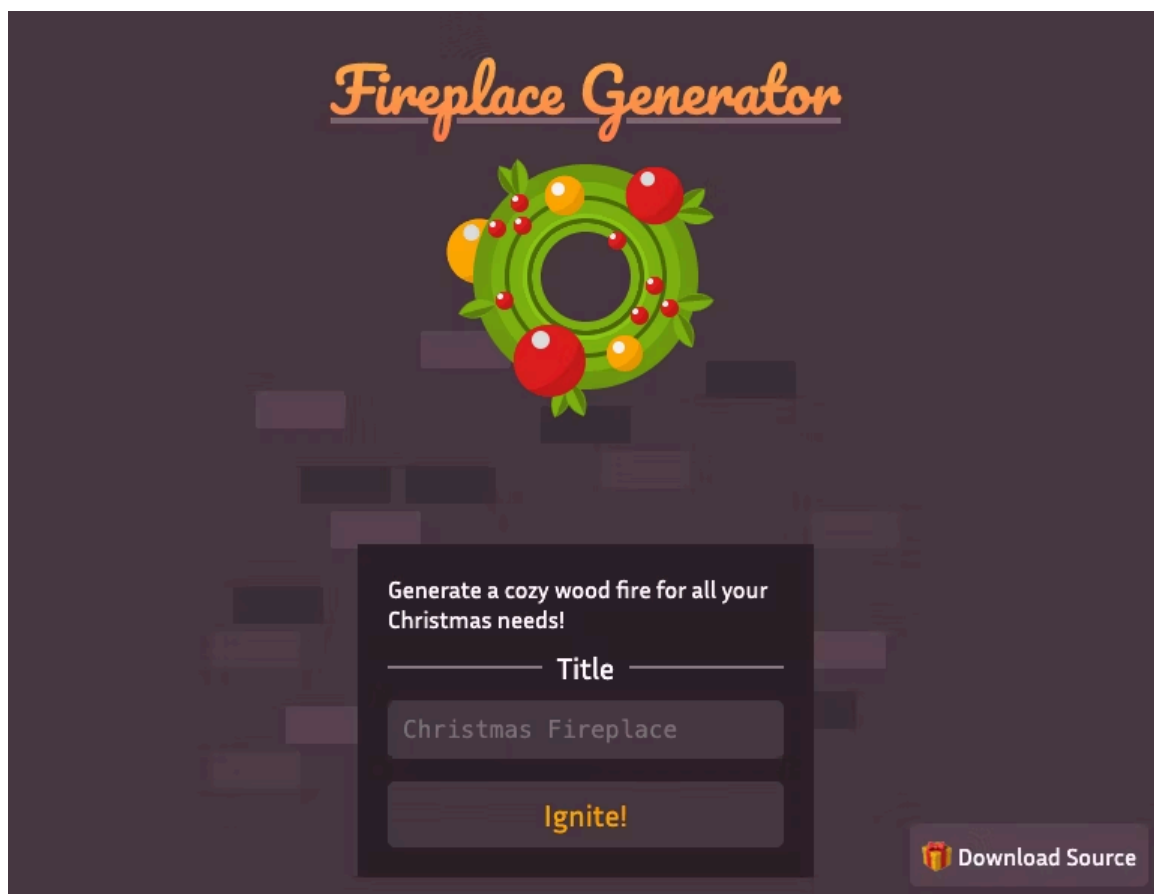 Fireplace Generator
Generate a cozy wood fire for all your
Christmas needs!
Title
Christmas Fireplace
Ignite!
Download Source